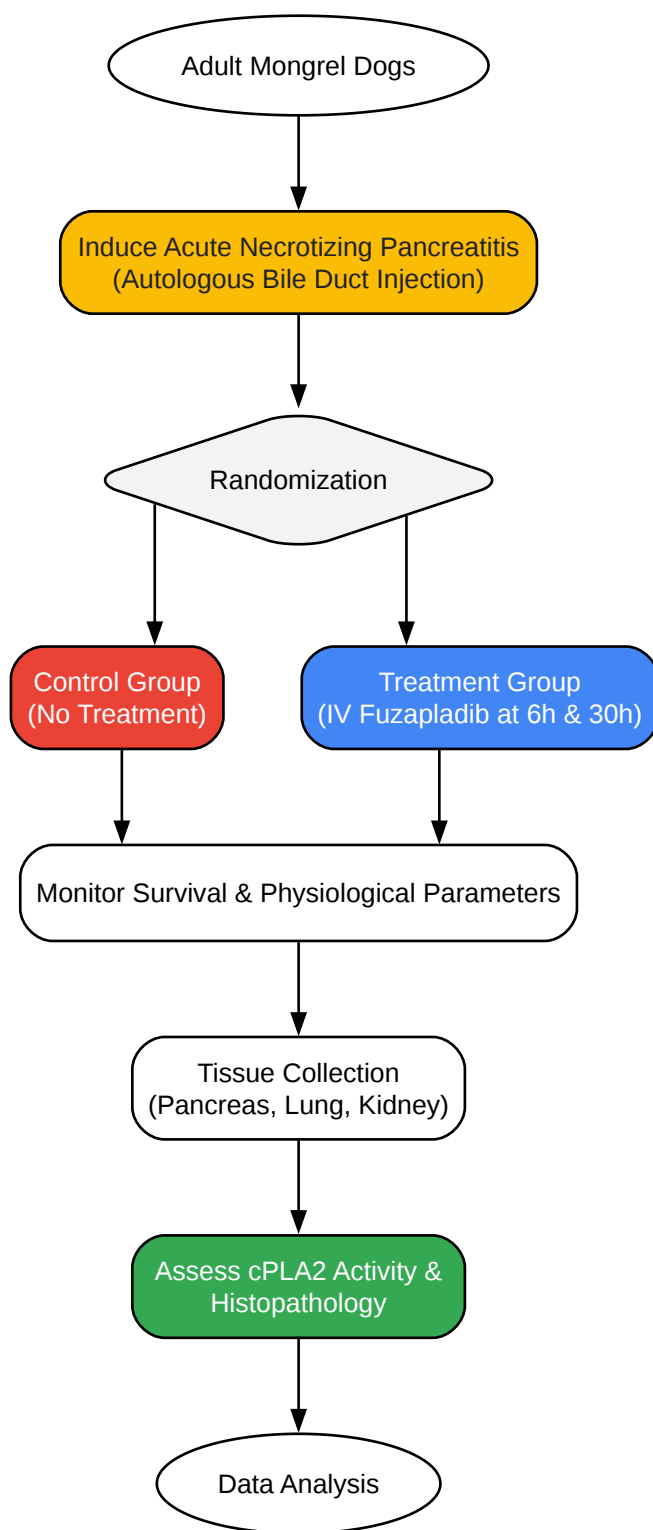 Adult Mongrel Dogs
Induce Acute Necrotizing Pancreatitis
(Autologous Bile Duct Injection)
Randomization
Control Group
(No Treatment)
Treatment Group
(IV Fuzapladib at 6h & 30h)
Monitor Survival & Physiological Parameters
Tissue Collection
(Pancreas, Lung, Kidney)
Assess cPLA2 Activity &
Histopathology
Data Analysis